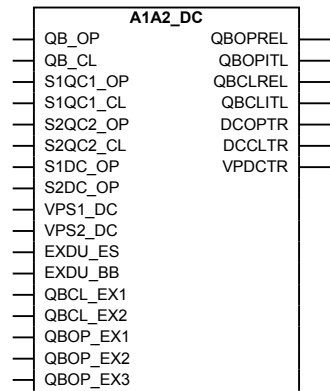 A1A2_DC
QB_OP QBOPREL
QB_CL QBOPITL
S1QC1_OP QBCLREL
S1QC1_CL QBCLITL
S2QC2_OP DCOPTR
S2QC2_CL DCCLTR
S1DC_OP VPDCTR
S2DC_OP
VPS1_DC
VPS2_DC
EXDU_ES
EXDU_BB
QBCL_EX1
QBCL_EX2
QBOP_EX1
QBOP_EX2
QBOP_EX3